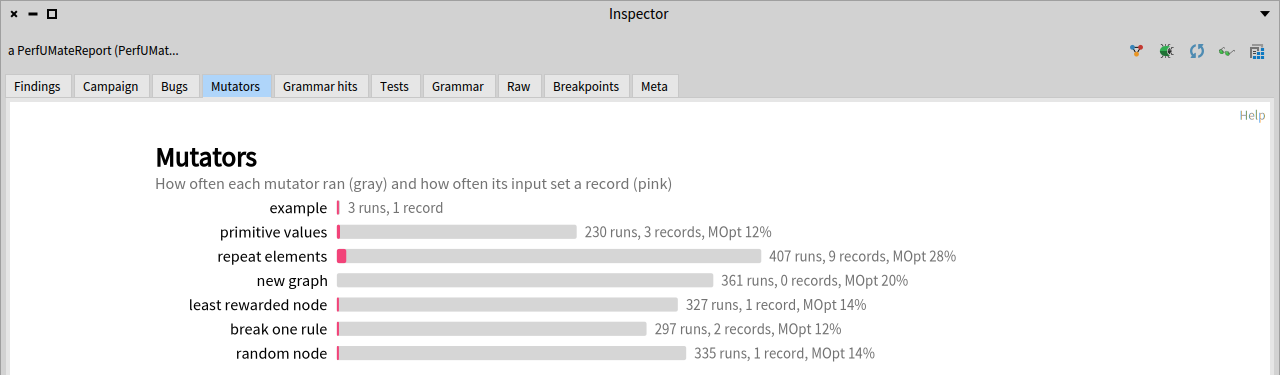 Inspector
a PerfUMateReport (PerfUMat...
Findings Campaign Bugs Mutators Grammar hits Tests Grammar Raw Breakpoints Meta
Help
Mutators
How often each mutator ran (gray) and how often its input set a record (pink)
example 3 runs, 1 record
primitive values 230 runs, 3 records, MOpt 12%
repeat elements 407 runs, 9 records, MOpt 28%
new graph 361 runs, 0 records, MOpt 20%
least rewarded node 327 runs, 1 record, MOpt 14%
break one rule 297 runs, 2 records, MOpt 12%
random node 335 runs, 1 record, MOpt 14%